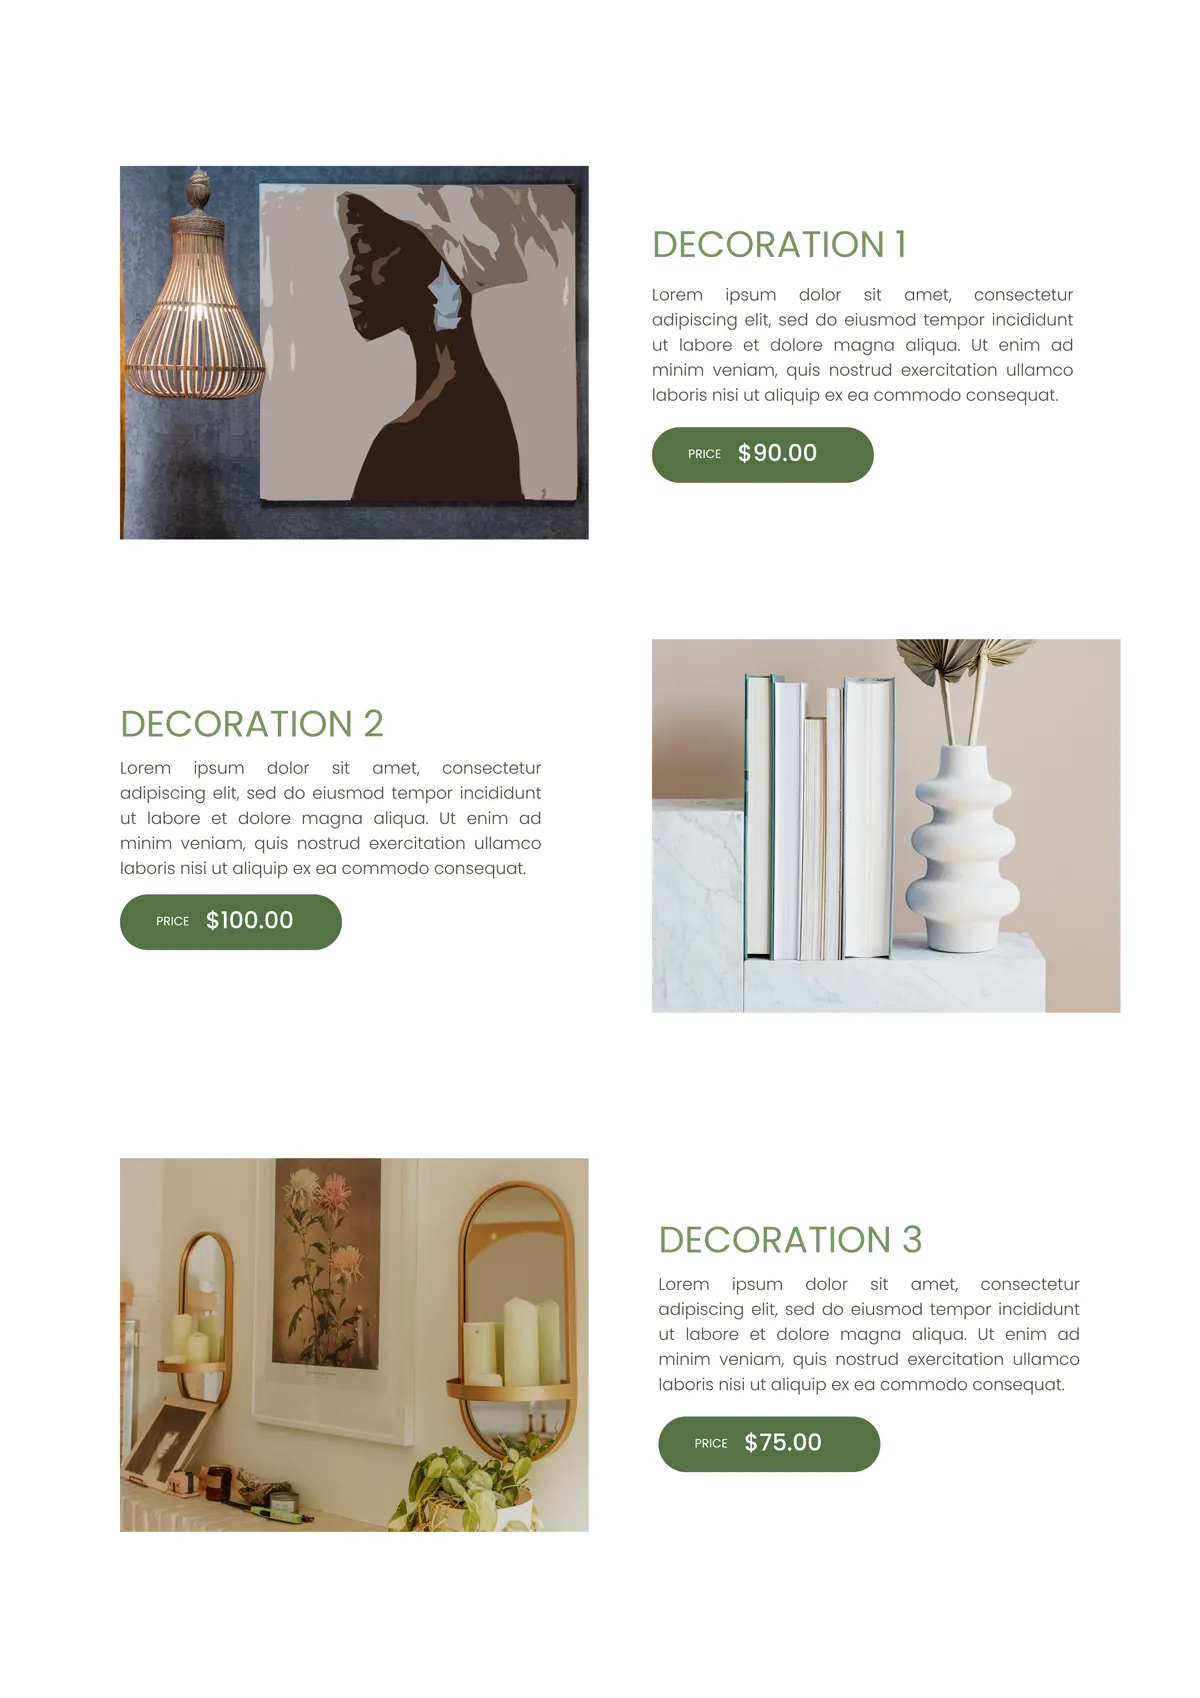 DECORATION 1
Lorem ipsum dolor sit amet, consectetur
adipiscing elit, sed do eiusmod tempor incididunt
ut labore et dolore magna aliqua. Ut enim ad
minim veniam, quis nostrud exercitation ullamco
laboris nisi ut aliquip ex ea commodo consequat.
PRICE $90.00
DECORATION 2
Lorem ipsum dolor sit amet, consectetur
adipiscing elit, sed do eiusmod tempor incididunt
ut labore et dolore magna aliqua. Ut enim ad
minim veniam, quis nostrud exercitation ullamco
laboris nisi ut aliquip ex ea commodo consequat.
PRICE $100.00
DECORATION 3
Lorem ipsum dolor sit amet, consectetur
adipiscing elit, sed do eiusmod tempor incididunt
ut labore et dolore magna aliqua. Ut enim ad
minim veniam, quis nostrud exercitation ullamco
laboris nisi ut aliquip ex ea commodo consequat.
PRICE $75.00